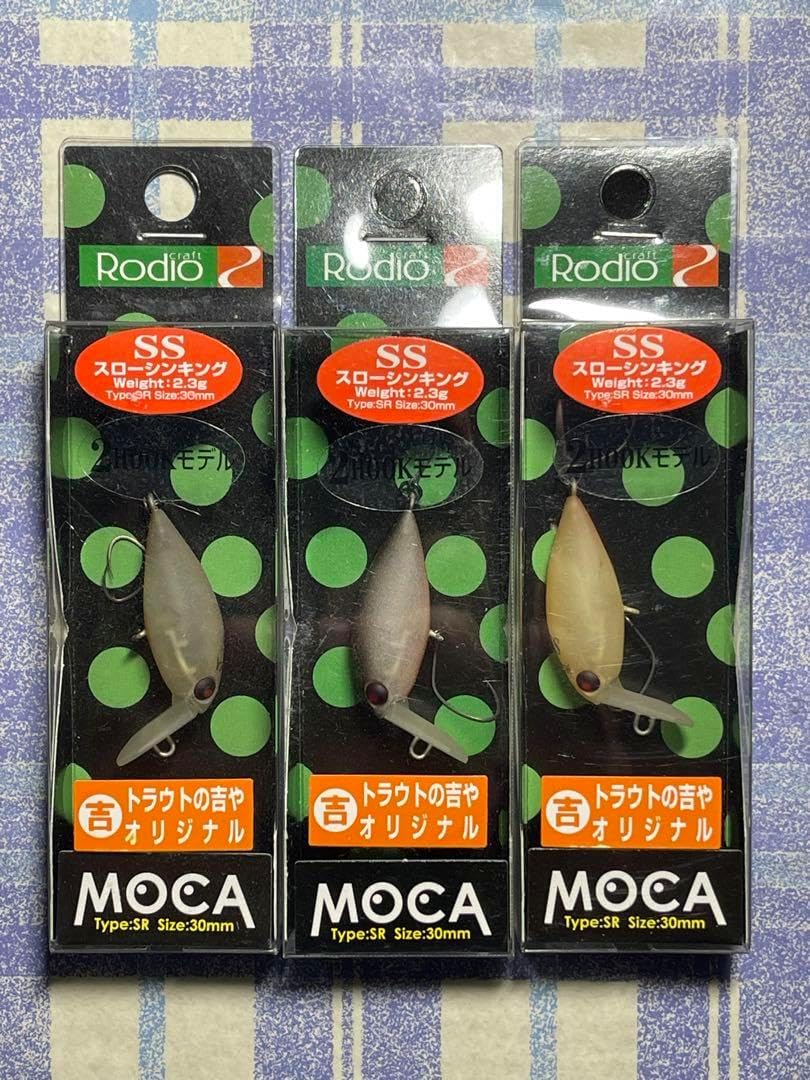 craft
Rodio
SS
スローシンキング
Weight:2.3g
Type:SR Size:30mm
2HOOKモデル
吉 トラウトの吉や
オリジナル
MOCA
Type:SR Size:30mm
craft
Rodio
SS
スローシンキング
Weight:2.3g
Type:SR Size:30mm
2HOOKモデル
吉 トラウトの吉や
オリジナル
MOCA
Type:SR Size:30mm
craft
Rodio
SS
スローシンキング
Weight:2.3g
Type:SR Size:30mm
2HOOKモデル
吉 トラウトの吉や
オリジナル
MOCA
Type:SR Size:30mm